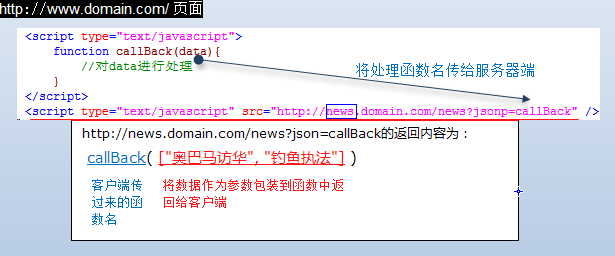 http://www.domain.com/ 页面
<script type="text/javascript">
function callBack(data){
//对data进行处理
}
将处理函数名传给服务器端
</script>
<script type="text/javascript" src="http://news.domain.com/news?jsonp=callBack" />
http://news.domain.com/news?json=callBack的返回内容为：
callBack( ["奥巴马访华", "钓鱼执法"] )
客户端传 将数据作为参数包装到函数中返
过来的函 回给客户端
数名